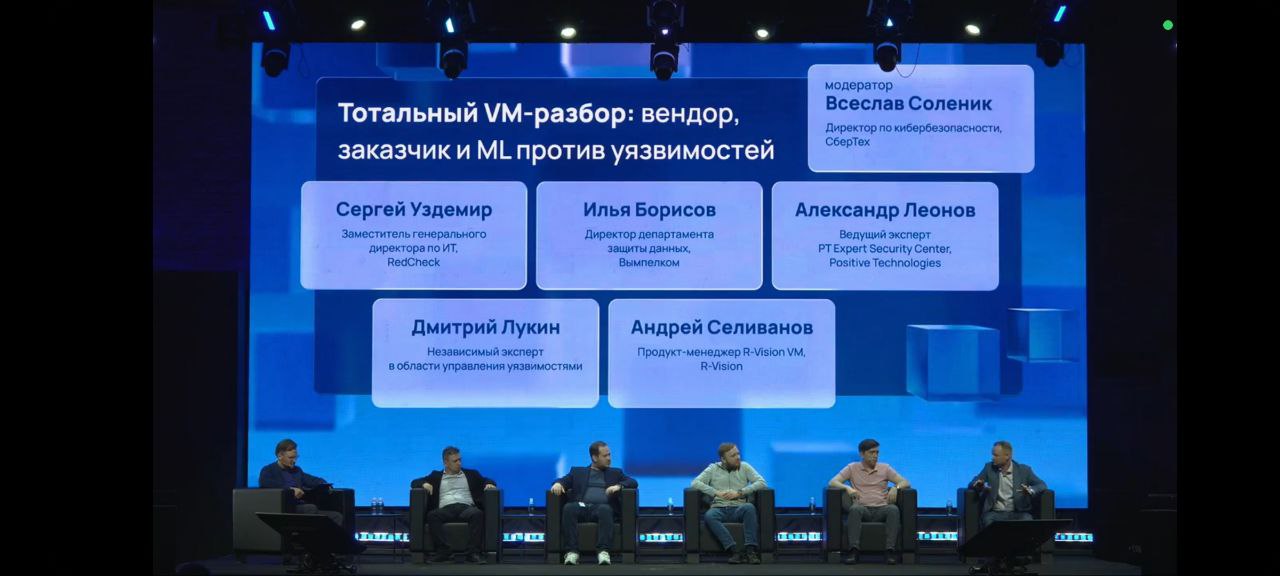 Тотальный VM-разбор: вендор,
заказчик и ML против уязвимостей
модератор
Всеслав Соленик
Директор по кибербезопасности,
СберТех
Сергей Уздемир
Заместитель генерального
директора по ИТ,
RedCheck
Илья Борисов
Директор департамента
защиты данных,
Вымпелком
Александр Леонов
Ведущий эксперт
PT Expert Security Center,
Positive Technologies
Дмитрий Лукин
Независимый эксперт
в области управления уязвимостями
Андрей Селиванов
Продукт-менеджер R-Vision VM,
R-Vision